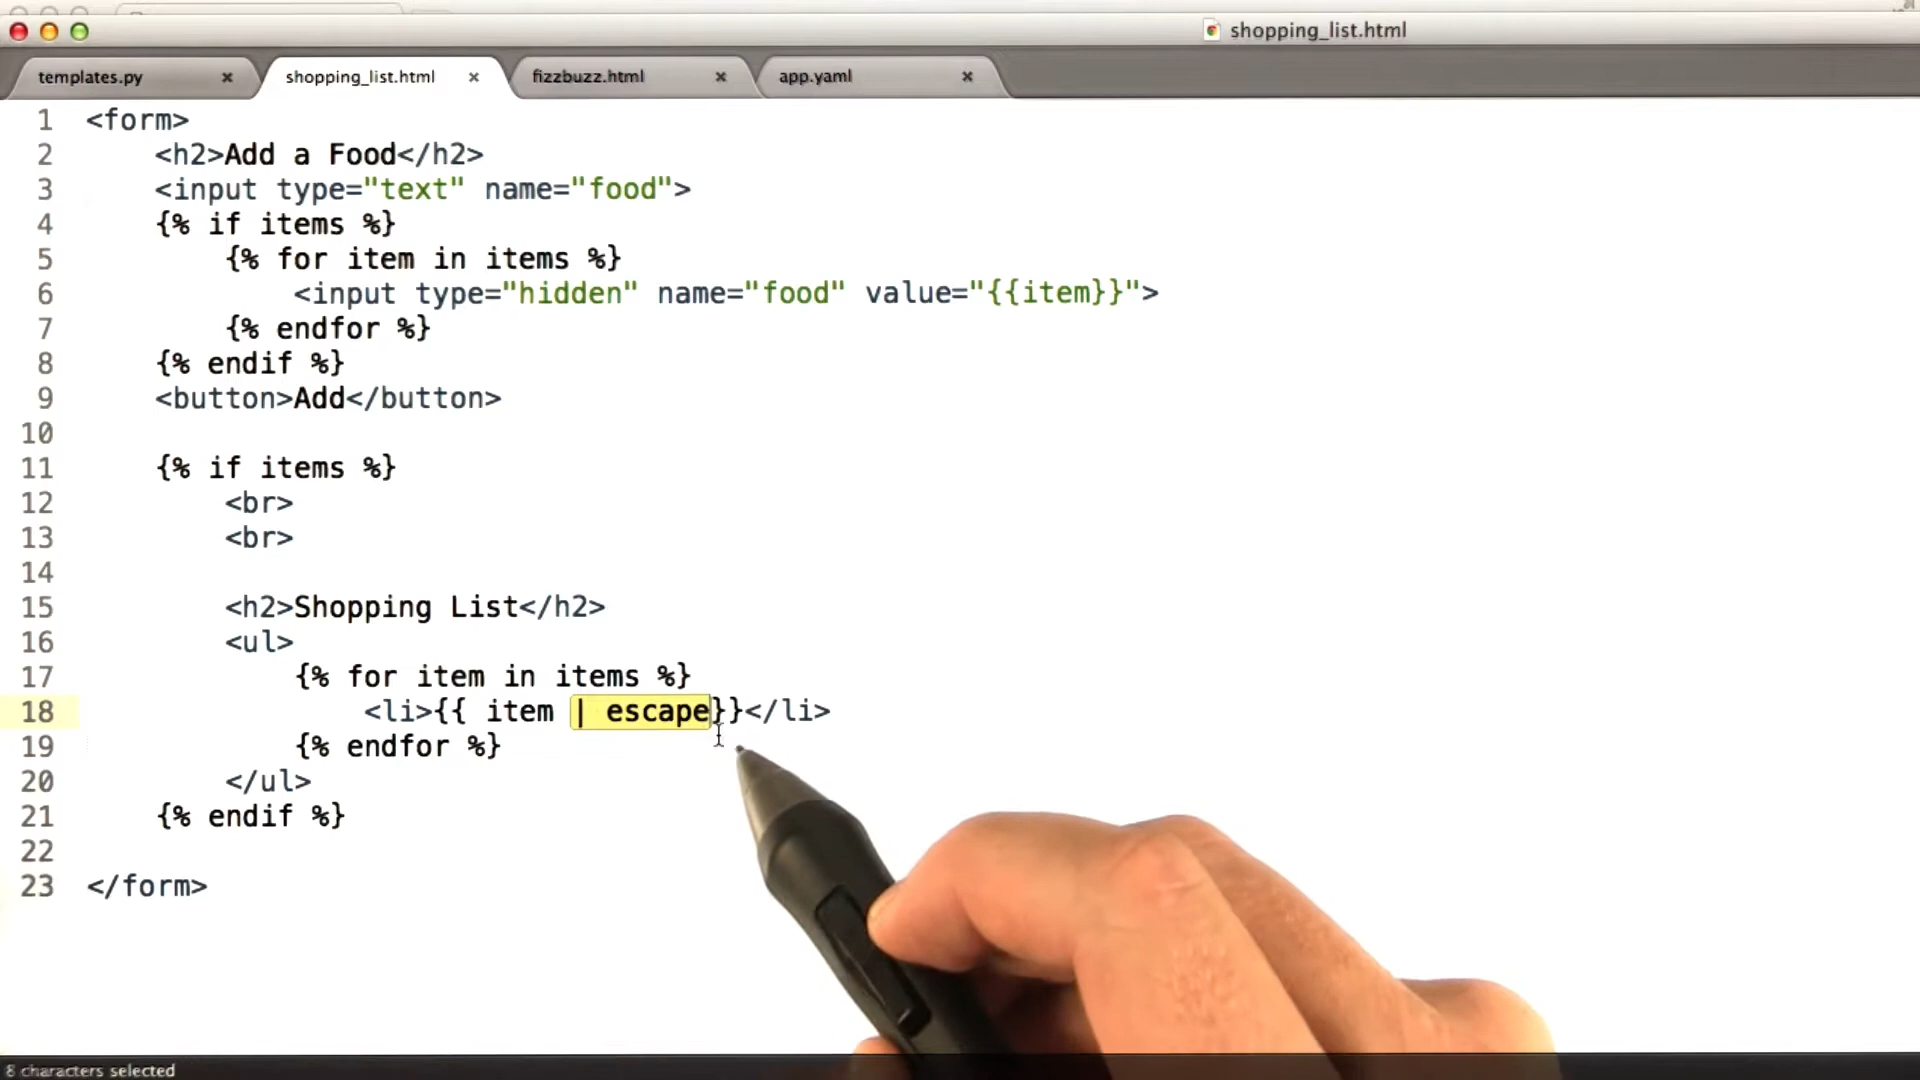 shopping_list.html
templates.py × shopping_list.html × fizzbuzz.html × app.yaml ×
1 <form>
2 <h2>Add a Food</h2>
3 <input type="text" name="food">
4 {% if items %}
5 {% for item in items %}
6 <input type="hidden" name="food" value="{{item}}">
7 {% endfor %}
8 {% endif %}
9 <button>Add</button>
10
11 {% if items %}
12 <br>
13 <br>
14
15 <h2>Shopping List</h2>
16 <ul>
17 {% for item in items %}
18 <li>{{ item | escape}}</li>
19 {% endfor %}
20 </ul>
21 {% endif %}
22
23 </form>
8 characters selected